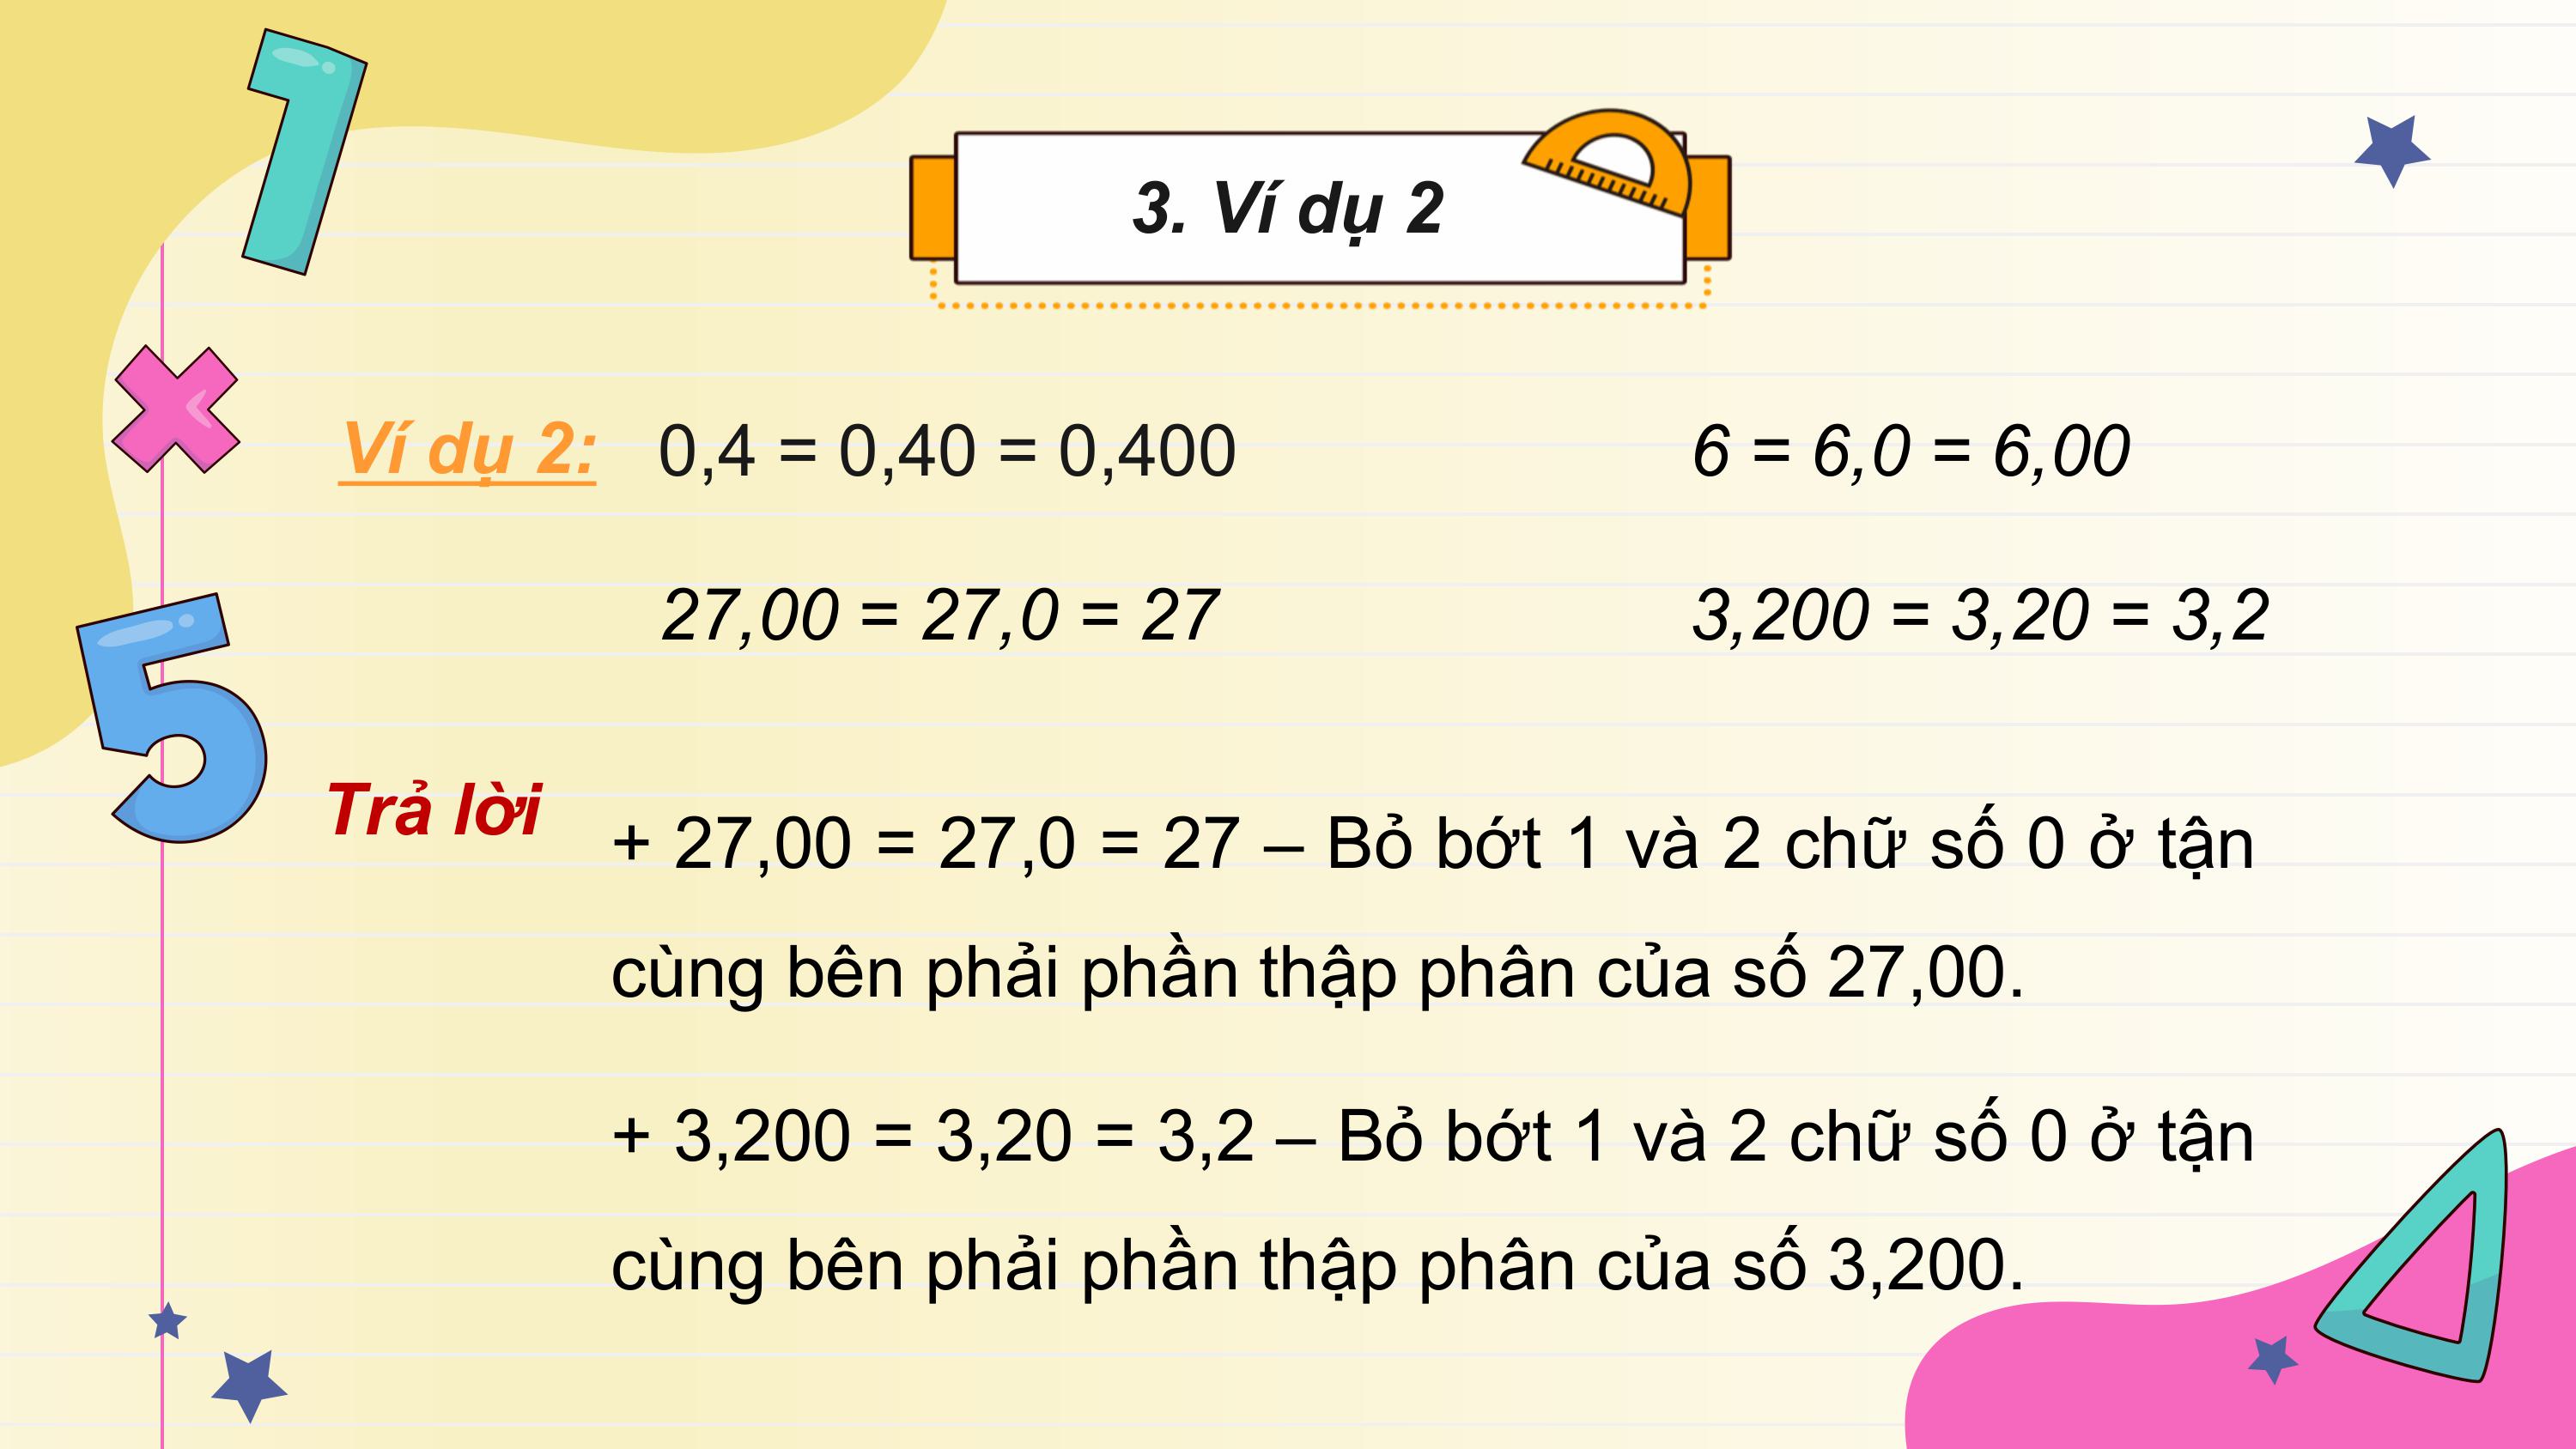 3. Ví dụ 2
Ví dụ 2: 0,4 = 0,40 = 0,400 6 = 6,0 = 6,00
27,00 = 27,0 = 27 3,200 = 3,20 = 3,2
Trả lời
+ 27,00 = 27,0 = 27 – Bỏ bớt 1 và 2 chữ số 0 ở tận
cùng bên phải phần thập phân của số 27,00.
+ 3,200 = 3,20 = 3,2 – Bỏ bớt 1 và 2 chữ số 0 ở tận
cùng bên phải phần thập phân của số 3,200.
1
5